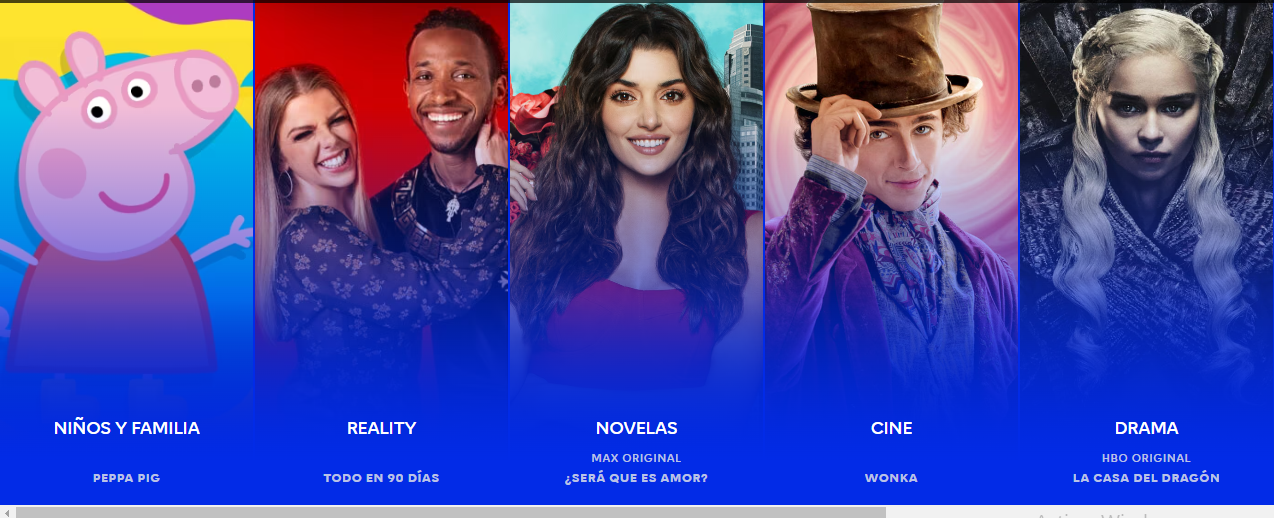 NIÑOS Y FAMILIA
PEPPA PIG
REALITY
TODO EN 90 DÍAS
NOVELAS
MAX ORIGINAL
¿SERÁ QUE ES AMOR?
CINE
WONKA
DRAMA
HBO ORIGINAL
LA CASA DEL DRAGÓN